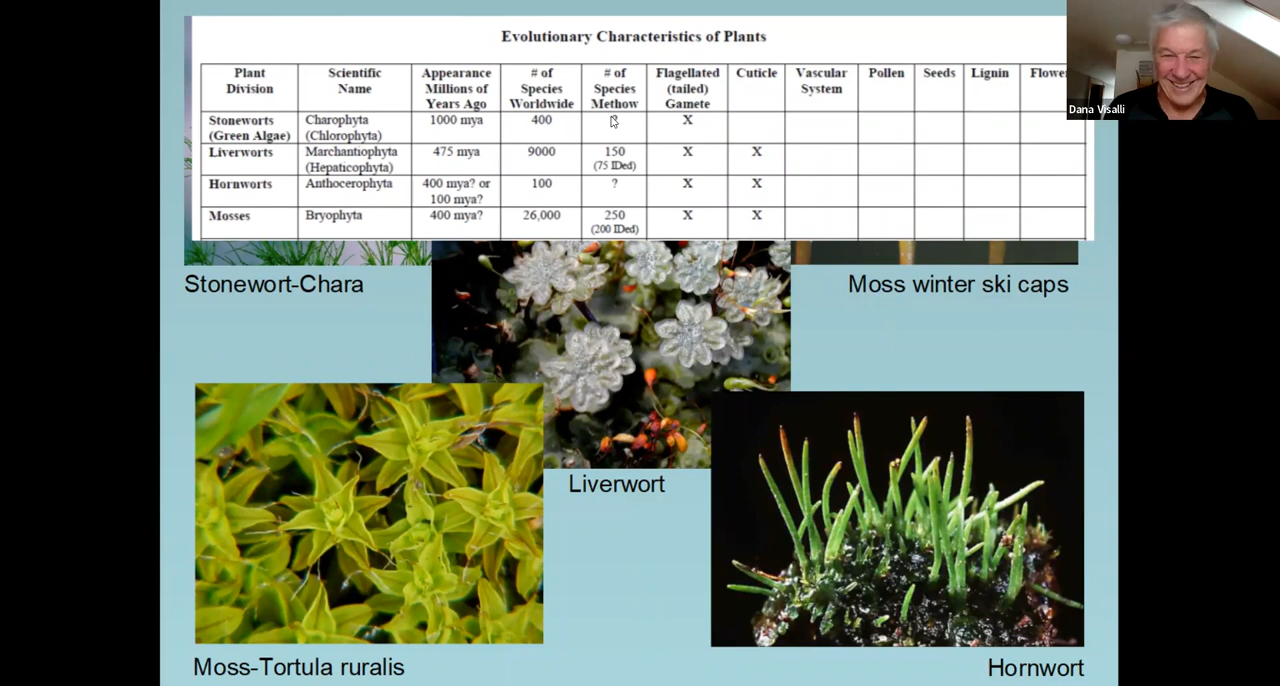 Evolutionary Characteristics of Plants
Plant Division Scientific Name Appearance Millions of Years Ago # of Species Worldwide # of Species Methow Flagellated (tailed) Gamete Cuticle Vascular System Pollen Seeds Lignin
Stoneworts (Green Algae) Charophyta (Chlorophyta) 1000 mya 400 X
Liverworts Marchantiophyta (Hepaticophyta) 475 mya 9000 150 (75 IDed) X X
Hornworts Anthocerophyta 400 mya? or 100 mya? 100 ? X X
Mosses Bryophyta 400 mya? 26,000 250 (200 IDed) X X
Dana Visalli
Stonewort-Chara
Moss winter ski caps
Liverwort
Moss-Tortula ruralis
Hornwort